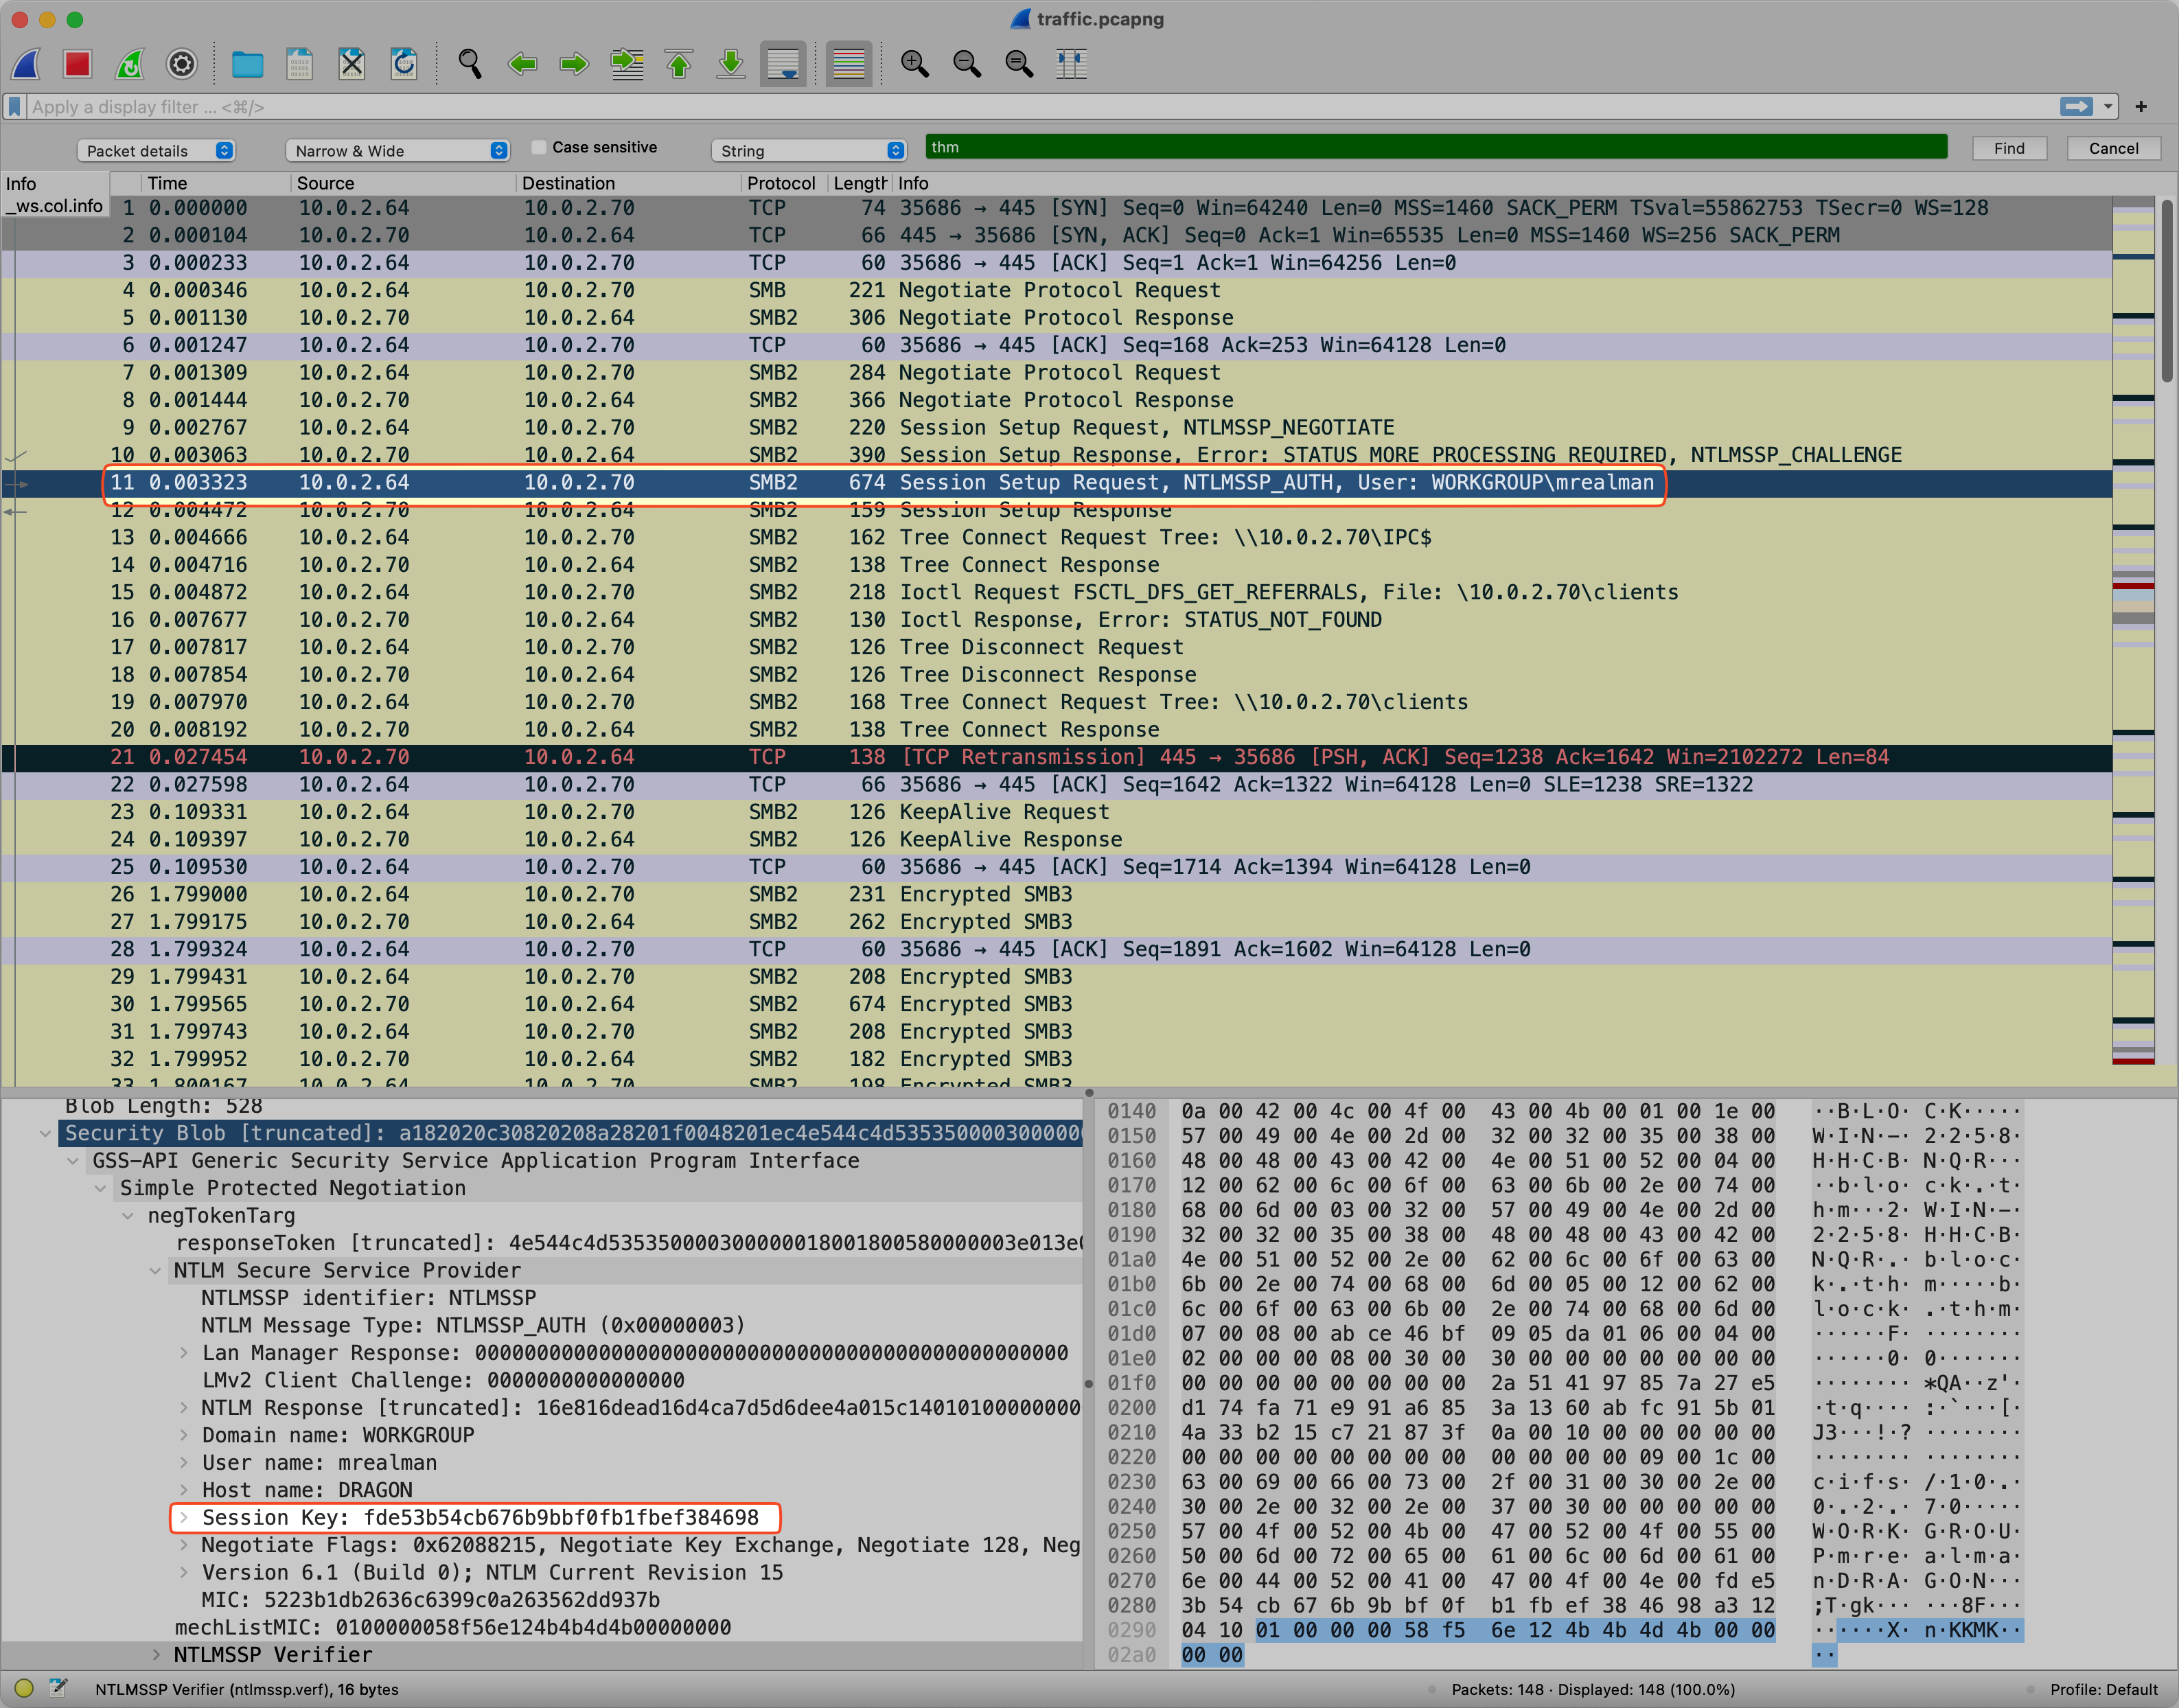 traffic.pcapng
Apply a display filter ... <⌘/>
+
Packet details Narrow & Wide Case sensitive String thm Find Cancel
Info Time Source Destination Protocol Length Info
_ws.col.info
1 0.000000 10.0.2.64 10.0.2.70 TCP 74 35686 → 445 [SYN] Seq=0 Win=64240 Len=0 MSS=1460 SACK_PERM TSval=55862753 TSecr=0 WS=128
2 0.000104 10.0.2.70 10.0.2.64 TCP 66 445 → 35686 [SYN, ACK] Seq=0 Ack=1 Win=65535 Len=0 MSS=1460 WS=256 SACK_PERM
3 0.000233 10.0.2.64 10.0.2.70 TCP 60 35686 → 445 [ACK] Seq=1 Ack=1 Win=64256 Len=0
4 0.000346 10.0.2.64 10.0.2.70 SMB 221 Negotiate Protocol Request
5 0.001130 10.0.2.70 10.0.2.64 SMB2 306 Negotiate Protocol Response
6 0.001247 10.0.2.64 10.0.2.70 TCP 60 35686 → 445 [ACK] Seq=168 Ack=253 Win=64128 Len=0
7 0.001309 10.0.2.64 10.0.2.70 SMB2 284 Negotiate Protocol Request
8 0.001444 10.0.2.70 10.0.2.64 SMB2 366 Negotiate Protocol Response
9 0.002767 10.0.2.64 10.0.2.70 SMB2 220 Session Setup Request, NTLMSSP_NEGOTIATE
10 0.003063 10.0.2.70 10.0.2.64 SMB2 390 Session Setup Response, Error: STATUS_MORE_PROCESSING_REQUIRED, NTLMSSP_CHALLENGE
11 0.003323 10.0.2.64 10.0.2.70 SMB2 674 Session Setup Request, NTLMSSP_AUTH, User: WORKGROUP\mrealman
12 0.004472 10.0.2.70 10.0.2.64 SMB2 159 Session Setup Response
13 0.004666 10.0.2.64 10.0.2.70 SMB2 162 Tree Connect Request Tree: \\10.0.2.70\IPC$
14 0.004716 10.0.2.70 10.0.2.64 SMB2 138 Tree Connect Response
15 0.004872 10.0.2.64 10.0.2.70 SMB2 218 Ioctl Request FSCTL_DFS_GET_REFERRALS, File: \10.0.2.70\clients
16 0.007677 10.0.2.70 10.0.2.64 SMB2 130 Ioctl Response, Error: STATUS_NOT_FOUND
17 0.007817 10.0.2.64 10.0.2.70 SMB2 126 Tree Disconnect Request
18 0.007854 10.0.2.70 10.0.2.64 SMB2 126 Tree Disconnect Response
19 0.007970 10.0.2.64 10.0.2.70 SMB2 168 Tree Connect Request Tree: \\10.0.2.70\clients
20 0.008192 10.0.2.70 10.0.2.64 SMB2 138 Tree Connect Response
21 0.027454 10.0.2.70 10.0.2.64 TCP 138 [TCP Retransmission] 445 → 35686 [PSH, ACK] Seq=1238 Ack=1642 Win=2102272 Len=84
22 0.027598 10.0.2.64 10.0.2.70 TCP 66 35686 → 445 [ACK] Seq=1642 Ack=1322 Win=64128 Len=0 SLE=1238 SRE=1322
23 0.109331 10.0.2.64 10.0.2.70 SMB2 126 KeepAlive Request
24 0.109397 10.0.2.70 10.0.2.64 SMB2 126 KeepAlive Response
25 0.109530 10.0.2.64 10.0.2.70 TCP 60 35686 → 445 [ACK] Seq=1714 Ack=1394 Win=64128 Len=0
26 1.799000 10.0.2.64 10.0.2.70 SMB2 231 Encrypted SMB3
27 1.799175 10.0.2.70 10.0.2.64 SMB2 262 Encrypted SMB3
28 1.799324 10.0.2.64 10.0.2.70 TCP 60 35686 → 445 [ACK] Seq=1891 Ack=1602 Win=64128 Len=0
29 1.799431 10.0.2.64 10.0.2.70 SMB2 208 Encrypted SMB3
30 1.799565 10.0.2.70 10.0.2.64 SMB2 674 Encrypted SMB3
31 1.799743 10.0.2.64 10.0.2.70 SMB2 208 Encrypted SMB3
32 1.799952 10.0.2.70 10.0.2.64 SMB2 182 Encrypted SMB3
33 1.800167 10.0.2.64 10.0.2.70 SMB2 198 Encrypted SMB3
Blob Length: 528
Security Blob [truncated]: a182020c30820208a28201f0048201ec4e544c4d5353500003000000
GSS-API Generic Security Service Application Program Interface
Simple Protected Negotiation
negTokenTarg
responseToken [truncated]: 4e544c4d535350000300000018001800580000003e013e0
NTLM Secure Service Provider
NTLMSSP identifier: NTLMSSP
NTLM Message Type: NTLMSSP_AUTH (0x00000003)
Lan Manager Response: 000000000000000000000000000000000000000000000000
LMv2 Client Challenge: 0000000000000000
NTLM Response [truncated]: 16e816dead16d4ca7d5d6dee4a015c14010100000000
Domain name: WORKGROUP
User name: mrealman
Host name: DRAGON
Session Key: fde53b54cb676b9bbf0fb1fbef384698
Negotiate Flags: 0x62088215, Negotiate Key Exchange, Negotiate 128, Neg
Version 6.1 (Build 0); NTLM Current Revision 15
MIC: 5223b1db2636c6399c0a263562dd937b
mechListMIC: 0100000058f56e124b4b4d4b00000000
NTLMSSP Verifier
0140 0a 00 42 00 4c 00 4f 00 43 00 4b 00 01 00 1e 00 ··B·L·O· C·K·····
0150 57 00 49 00 4e 00 2d 00 32 00 32 00 35 00 38 00 W·I·N·-· 2·2·5·8·
0160 48 00 48 00 43 00 42 00 4e 00 51 00 52 00 04 00 H·H·C·B· N·Q·R···
0170 12 00 62 00 6c 00 6f 00 63 00 6b 00 2e 00 74 00 ··b·l·o· c·k·.·t·
0180 68 00 6d 00 03 00 32 00 57 00 49 00 4e 00 2d 00 h·m···2· W·I·N·-·
0190 32 00 32 00 35 00 38 00 48 00 48 00 43 00 42 00 2·2·5·8· H·H·C·B·
01a0 4e 00 51 00 52 00 2e 00 62 00 6c 00 6f 00 63 00 N·Q·R·.· b·l·o·c·
01b0 6b 00 2e 00 74 00 68 00 6d 00 05 00 12 00 62 00 k·.·t·h· m·····b·
01c0 6c 00 6f 00 63 00 6b 00 2e 00 74 00 68 00 6d 00 l·o·c·k· .·t·h·m·
01d0 07 00 08 00 ab ce 46 bf 09 05 da 01 06 00 04 00 ······F· ········
01e0 02 00 00 00 08 00 30 00 30 00 00 00 00 00 00 00 ······0· 0·······
01f0 00 00 00 00 00 00 00 00 2a 51 41 97 85 7a 27 e5 ········ *QA··z'·
0200 d1 74 fa 71 e9 91 a6 85 3a 13 60 ab fc 91 5b 01 ·t·q···· :·`···[·
0210 4a 33 b2 15 c7 21 87 3f 0a 00 10 00 00 00 00 00 J3···!·? ········
0220 00 00 00 00 00 00 00 00 00 00 00 00 09 00 1c 00 ········ ········
0230 63 00 69 00 66 00 73 00 2f 00 31 00 30 00 2e 00 c·i·f·s· /·1·0·.·
0240 30 00 2e 00 32 00 2e 00 37 00 30 00 00 00 00 00 0·.·2·.· 7·0·····
0250 57 00 4f 00 52 00 4b 00 47 00 52 00 4f 00 55 00 W·O·R·K· G·R·O·U·
0260 50 00 6d 00 72 00 65 00 61 00 6c 00 6d 00 61 00 P·m·r·e· a·l·m·a·
0270 6e 00 44 00 52 00 41 00 47 00 4f 00 4e 00 fd e5 n·D·R·A· G·O·N···
0280 3b 54 cb 67 6b 9b bf 0f b1 fb ef 38 46 98 a3 12 ;T·gk··· ···8F···
0290 04 10 01 00 00 00 58 f5 6e 12 4b 4b 4d 4b 00 00 ······X· n·KKMK··
02a0 00 00 ··
NTLMSSP Verifier (ntlmssp.verf), 16 bytes Packets: 148 · Displayed: 148 (100.0%) Profile: Default